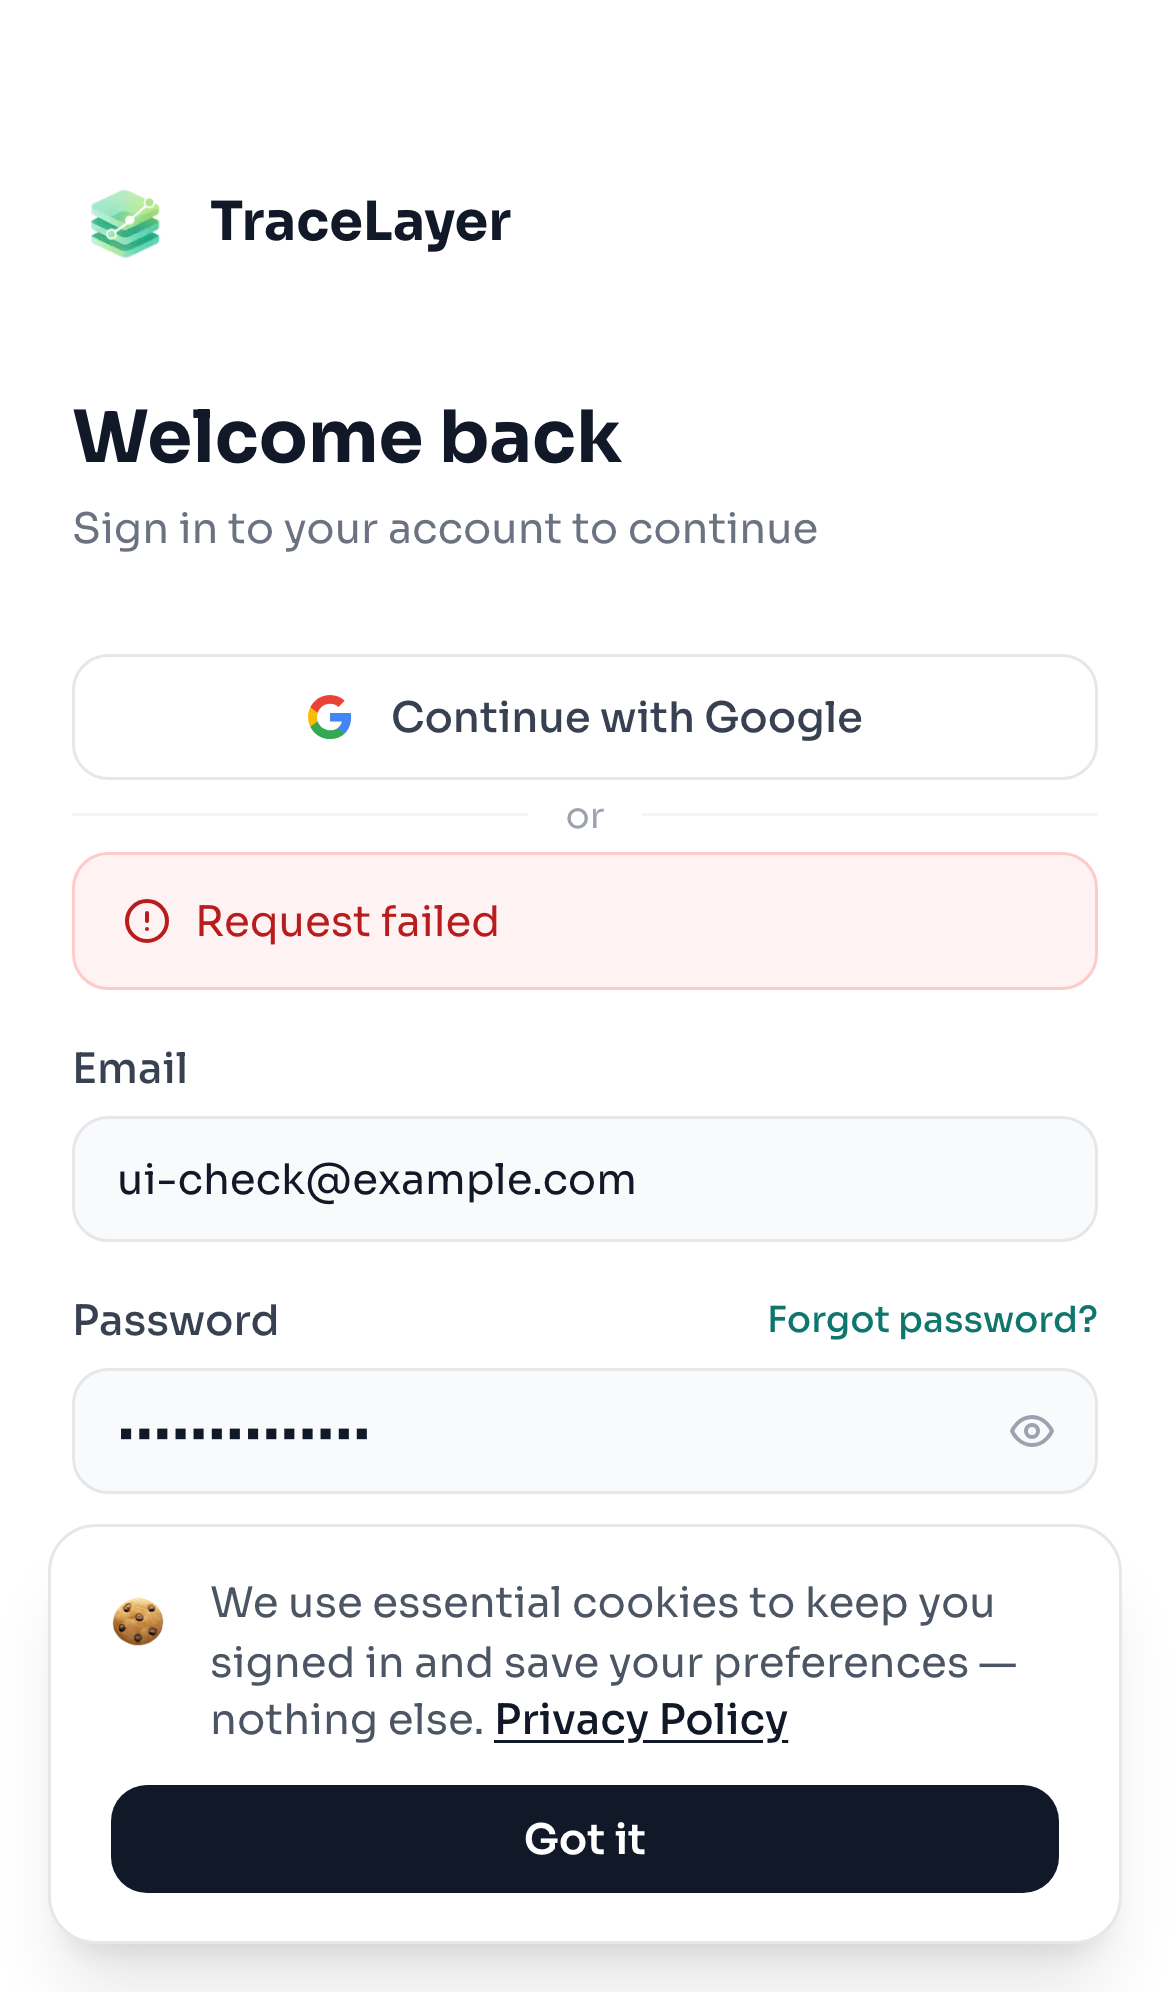 TraceLayer
Welcome back
Sign in to your account to continue
Continue with Google
or
Request failed
Email
ui-check@example.com
Password
Forgot password?
We use essential cookies to keep you
signed in and save your preferences —
nothing else. Privacy Policy
Got it